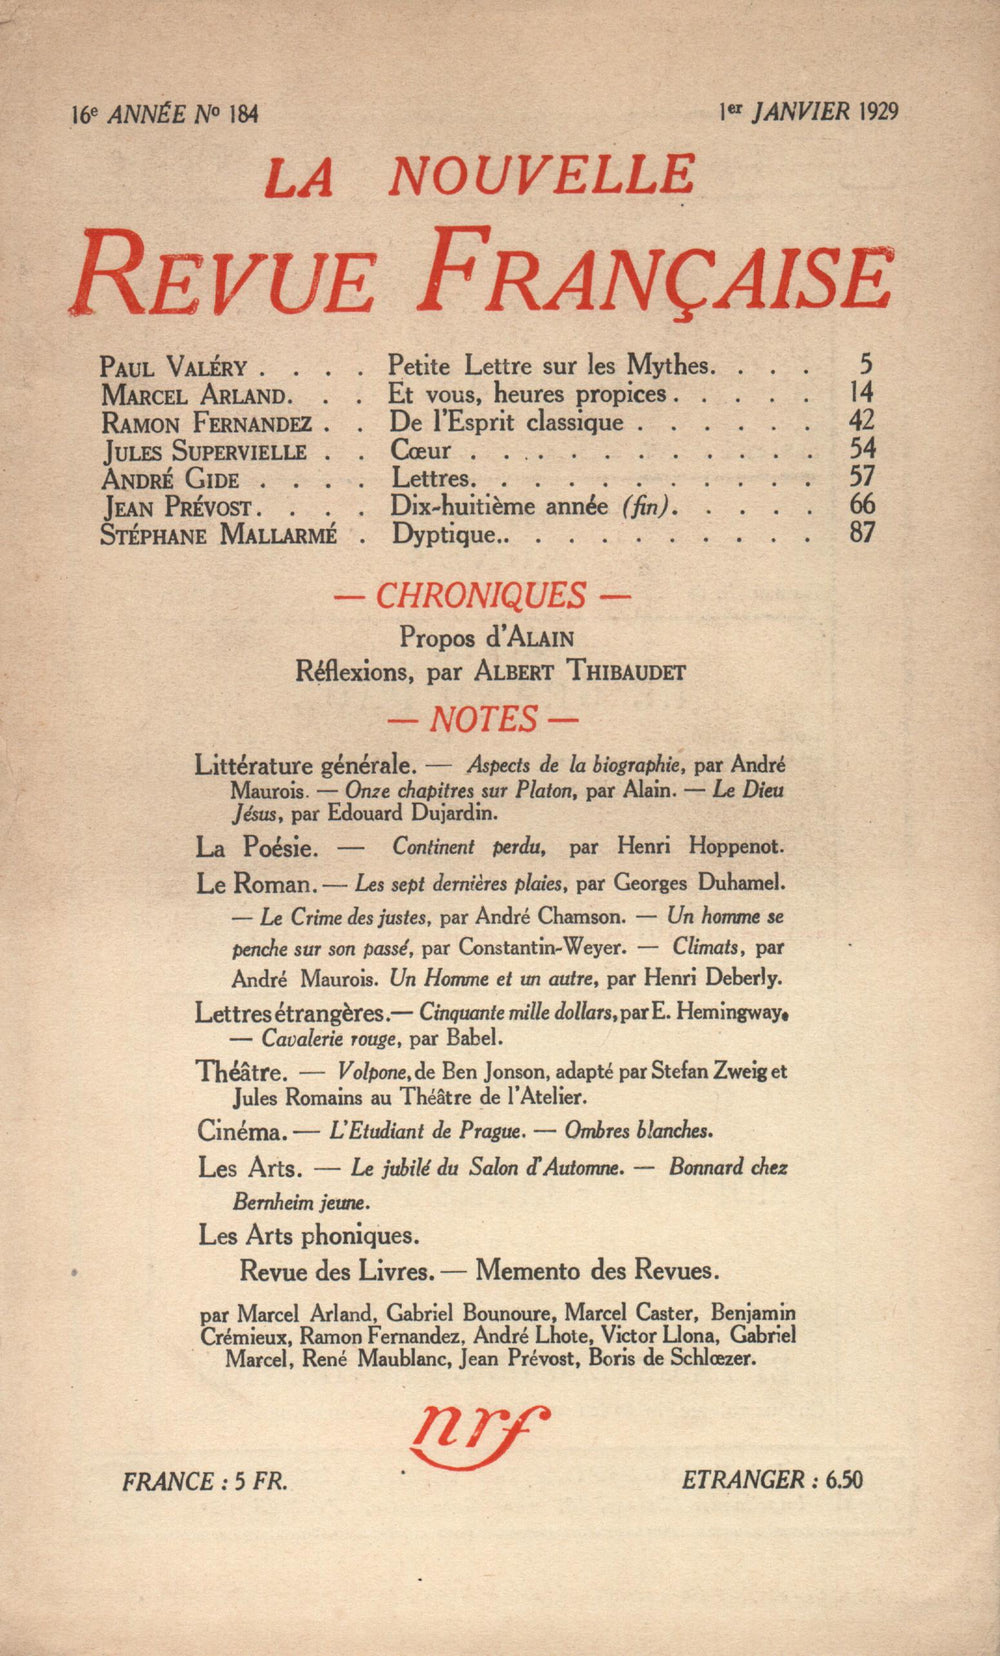 16e ANNÉE No 184
1er JANVIER 1929
LA NOUVELLE
REVUE FRANÇAISE
PAUL VALÉRY . . . . Petite Lettre sur les Mythes. . . . 5
MARCEL ARLAND. . . Et vous, heures propices . . . . . 14
RAMON FERNANDEZ . . De l'Esprit classique . . . . . . 42
JULES SUPERVIELLE . . Cœur . . . . . . . . . . . . 54
ANDRÉ GIDE . . . . Lettres. . . . . . . . . . . . 57
JEAN PRÉVOST. . . . Dix-huitième année (fin). . . . . 66
STÉPHANE MALLARMÉ . Dyptique.. . . . . . . . . . . 87
— CHRONIQUES —
Propos d'ALAIN
Réflexions, par ALBERT THIBAUDET
— NOTES —
Littérature générale. — Aspects de la biographie, par André
Maurois. — Onze chapitres sur Platon, par Alain. — Le Dieu
Jésus, par Edouard Dujardin.
La Poésie. — Continent perdu, par Henri Hoppenot.
Le Roman. — Les sept dernières plaies, par Georges Duhamel.
— Le Crime des justes, par André Chamson. — Un homme se
penche sur son passé, par Constantin-Weyer. — Climats, par
André Maurois. Un Homme et un autre, par Henri Deberly.
Lettres étrangères. — Cinquante mille dollars, par E. Hemingway.
— Cavalerie rouge, par Babel.
Théâtre. — Volpone, de Ben Jonson, adapté par Stefan Zweig et
Jules Romains au Théâtre de l'Atelier.
Cinéma. — L'Etudiant de Prague. — Ombres blanches.
Les Arts. — Le jubilé du Salon d'Automne. — Bonnard chez
Bernheim jeune.
Les Arts phoniques.
Revue des Livres. — Memento des Revues.
par Marcel Arland, Gabriel Bounoure, Marcel Caster, Benjamin
Crémieux, Ramon Fernandez, André Lhote, Victor Llona, Gabriel
Marcel, René Maublanc, Jean Prévost, Boris de Schlœzer.
nrf
FRANCE : 5 FR.
ETRANGER : 6.50